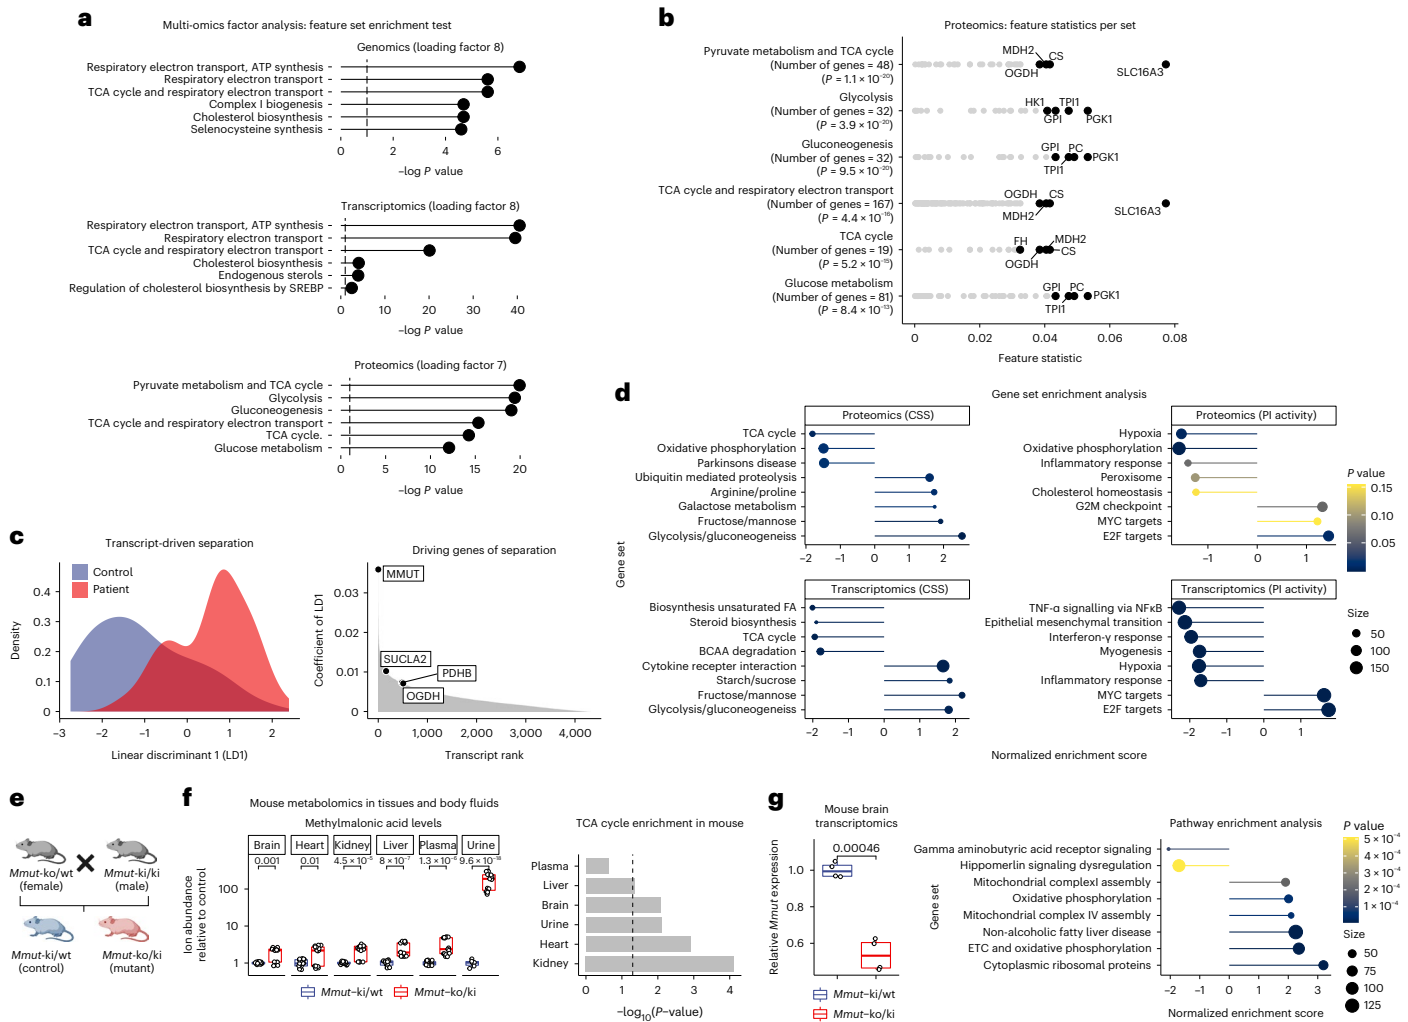 a
Multi-omics factor analysis: feature set enrichment test
Genomics (loading factor 8)
Respiratory electron transport, ATP synthesis
Respiratory electron transport
TCA cycle and respiratory electron transport
Complex I biogenesis
Cholesterol biosynthesis
Selenocysteine synthesis
0 2 4 6
–log P value
Transcriptomics (loading factor 8)
Respiratory electron transport, ATP synthesis
Respiratory electron transport
TCA cycle and respiratory electron transport
Cholesterol biosynthesis
Endogenous sterols
Regulation of cholesterol biosynthesis by SREBP
0 10 20 30 40
–log P value
Proteomics (loading factor 7)
Pyruvate metabolism and TCA cycle
Glycolysis
Gluconeogenesis
TCA cycle and respiratory electron transport
TCA cycle.
Glucose metabolism
0 5 10 15 20
–log P value
b
Proteomics: feature statistics per set
Pyruvate metabolism and TCA cycle
(Number of genes = 48)
(P = 1.1 × 10⁻²⁰)
MDH2 CS
OGDH SLC16A3
Glycolysis
(Number of genes = 32)
(P = 3.9 × 10⁻²⁰)
HK1 TPI1
GPI PGK1
Gluconeogenesis
(Number of genes = 32)
(P = 9.5 × 10⁻²⁰)
GPI PC
PGK1
TPI1
TCA cycle and respiratory electron transport
(Number of genes = 167)
(P = 4.4 × 10⁻¹⁶)
OGDH CS
MDH2 SLC16A3
TCA cycle
(Number of genes = 19)
(P = 5.2 × 10⁻¹⁵)
FH MDH2
CS
OGDH
Glucose metabolism
(Number of genes = 81)
(P = 8.4 × 10⁻¹³)
GPI PC
PGK1
TPI1
0 0.02 0.04 0.06 0.08
Feature statistic
c
Transcript-driven separation
Control
Patient
Density
0.4
0.3
0.2
0.1
0
–3 –2 –1 0 1 2
Linear discriminant 1 (LD1)
Driving genes of separation
Coefficient of LD1
0.03
0.02
0.01
0
MMUT
SUCLA2
PDHB
OGDH
0 1,000 2,000 3,000 4,000
Transcript rank
d
Gene set enrichment analysis
Gene set
Proteomics (CSS)
TCA cycle
Oxidative phosphorylation
Parkinsons disease
Ubiquitin mediated proteolysis
Arginine/proline
Galactose metabolism
Fructose/mannose
Glycolysis/gluconeogeneiss
–2 –1 0 1 2
Proteomics (PI activity)
Hypoxia
Oxidative phosphorylation
Inflammatory response
Peroxisome
Cholesterol homeostasis
G2M checkpoint
MYC targets
E2F targets
–1 0 1
Transcriptomics (CSS)
Biosynthesis unsaturated FA
Steroid biosynthesis
TCA cycle
BCAA degradation
Cytokine recepter interaction
Starch/sucrose
Fructose/mannose
Glycolysis/gluconeogeneiss
–2 –1 0 1 2
Transcriptomics (PI activity)
TNF-α signalling via NFκB
Epithelial mesenchymal transition
Interferon-γ response
Myogenesis
Hypoxia
Inflammatory response
MYC targets
E2F targets
–2 –1 0 1
Normalized enrichment score
P value
0.15
0.10
0.05
Size
50
100
150
e
Mmut-ko/wt
(female)
Mmut-ki/ki
(male)
Mmut-ki/wt
(control)
Mmut-ko/ki
(mutant)
f
Mouse metabolomics in tissues and body fluids
Methylmalonic acid levels
Brain Heart Kidney Liver Plasma Urine
0.001 0.01 4.5 × 10⁻⁵ 8 × 10⁻⁷ 1.3 × 10⁻⁶ 9.6 × 10⁻¹⁸
Ion abundance
relative to control
100
10
1
Mmut–ki/wt Mmut–ko/ki
TCA cycle enrichment in mouse
Plasma
Liver
Brain
Urine
Heart
Kidney
0 1 2 3 4
–log₁₀(P–value)
g
Mouse brain
transcriptomics
0.00046
Relative Mmut expression
1.0
0.8
0.6
Mmut–ki/wt
Mmut–ko/ki
Pathway enrichment analysis
Gene set
Gamma aminobutyric acid receptor signaling
Hippomerlin signaling dysregulation
Mitochondrial complexI assembly
Oxidative phosphorylation
Mitochondrial complex IV assembly
Non-alcoholic fatty liver disease
ETC and oxidative phosphorylation
Cytoplasmic ribosomal proteins
–2 –1 0 1 2 3
Normalized enrichment score
P value
5 × 10⁻⁴
4 × 10⁻⁴
3 × 10⁻⁴
2 × 10⁻⁴
1 × 10⁻⁴
Size
50
75
100
125